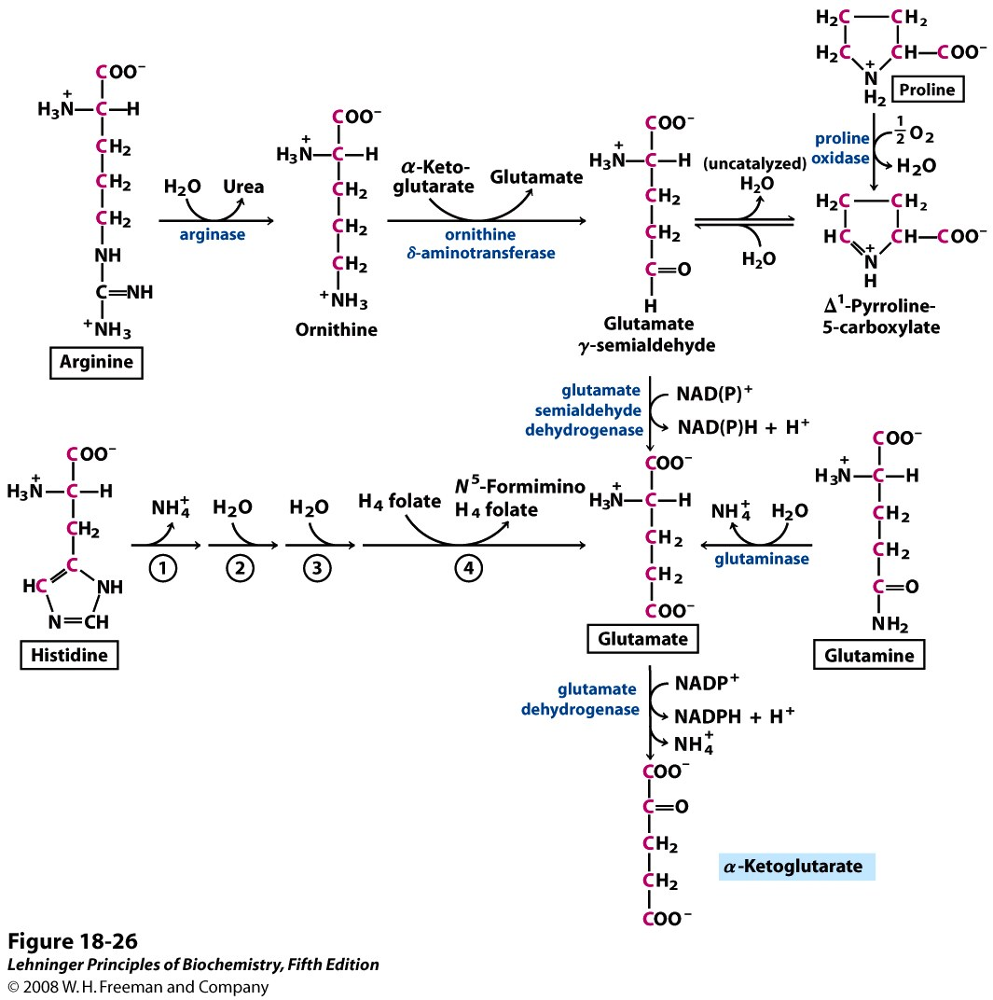 COO⁻
H₃N⁺—C—H
CH₂
CH₂
CH₂
NH
C=NH
⁺NH₃
Arginine
H₂O Urea
arginase
COO⁻
H₃N⁺—C—H
CH₂
CH₂
CH₂
⁺NH₃
Ornithine
α-Keto-
glutarate
Glutamate
ornithine
δ-aminotransferase
COO⁻
H₃N⁺—C—H
CH₂
CH₂
C=O
H
Glutamate
γ-semialdehyde
(uncatalyzed)
H₂O
H₂O
H₂C—CH₂
H₂C CH—COO⁻
N⁺
H₂
Proline
proline
oxidase
½ O₂
H₂O
H₂C—CH₂
HC CH—COO⁻
N⁺
H
Δ¹-Pyrroline-
5-carboxylate
glutamate
semialdehyde
dehydrogenase
NAD(P)⁺
NAD(P)H + H⁺
COO⁻
H₃N⁺—C—H
CH₂
C
HC NH
N=CH
Histidine
NH₄⁺ H₂O H₂O
H₄ folate
N⁵-Formimino
H₄ folate
1 2 3 4
COO⁻
H₃N⁺—C—H
CH₂
CH₂
COO⁻
Glutamate
NH₄⁺ H₂O
glutaminase
COO⁻
H₃N⁺—C—H
CH₂
CH₂
C=O
NH₂
Glutamine
glutamate
dehydrogenase
NADP⁺
NADPH + H⁺
NH₄⁺
COO⁻
C=O
CH₂
CH₂
COO⁻
α-Ketoglutarate
Figure 18-26
Lehninger Principles of Biochemistry, Fifth Edition
© 2008 W. H. Freeman and Company